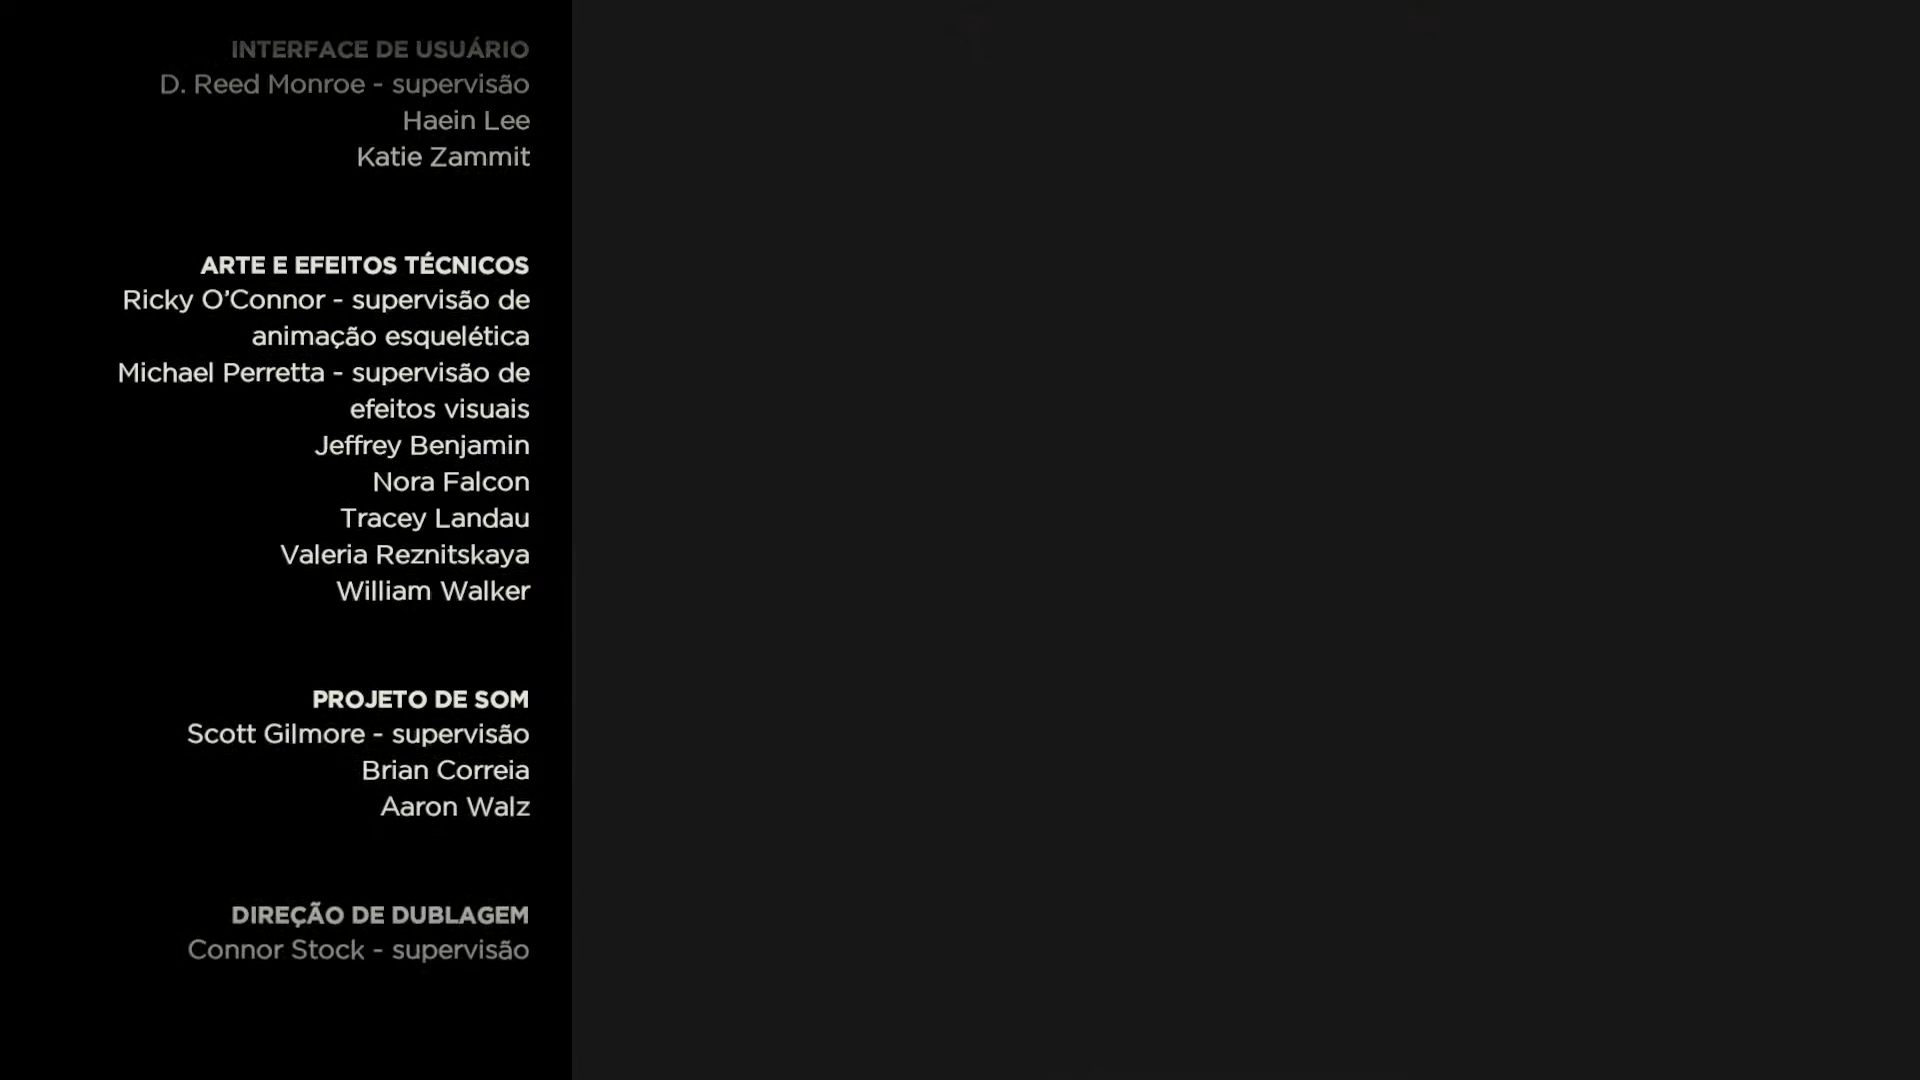 INTERFACE DE USUÁRIO
D. Reed Monroe - supervisão
Haein Lee
Katie Zammit
ARTE E EFEITOS TÉCNICOS
Ricky O’Connor - supervisão de
animação esquelética
Michael Perretta - supervisão de
efeitos visuais
Jeffrey Benjamin
Nora Falcon
Tracey Landau
Valeria Reznitskaya
William Walker
PROJETO DE SOM
Scott Gilmore - supervisão
Brian Correia
Aaron Walz
DIREÇÃO DE DUBLAGEM
Connor Stock - supervisão